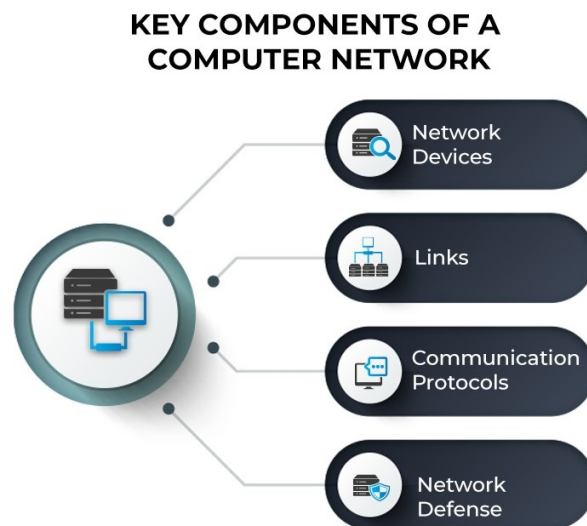 KEY COMPONENTS OF A
COMPUTER NETWORK
Network
Devices
Links
Communication
Protocols
Network
Defense